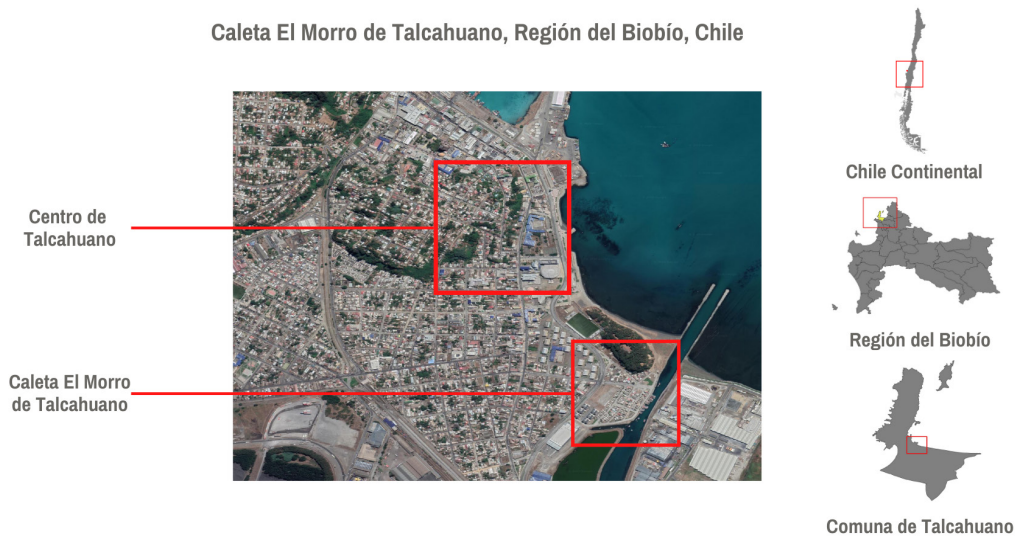 Caleta El Morro de Talcahuano, Región del Biobío, Chile
Centro de
Talcahuano
Caleta El Morro
de Talcahuano
Chile Continental
Región del Biobío
Comuna de Talcahuano